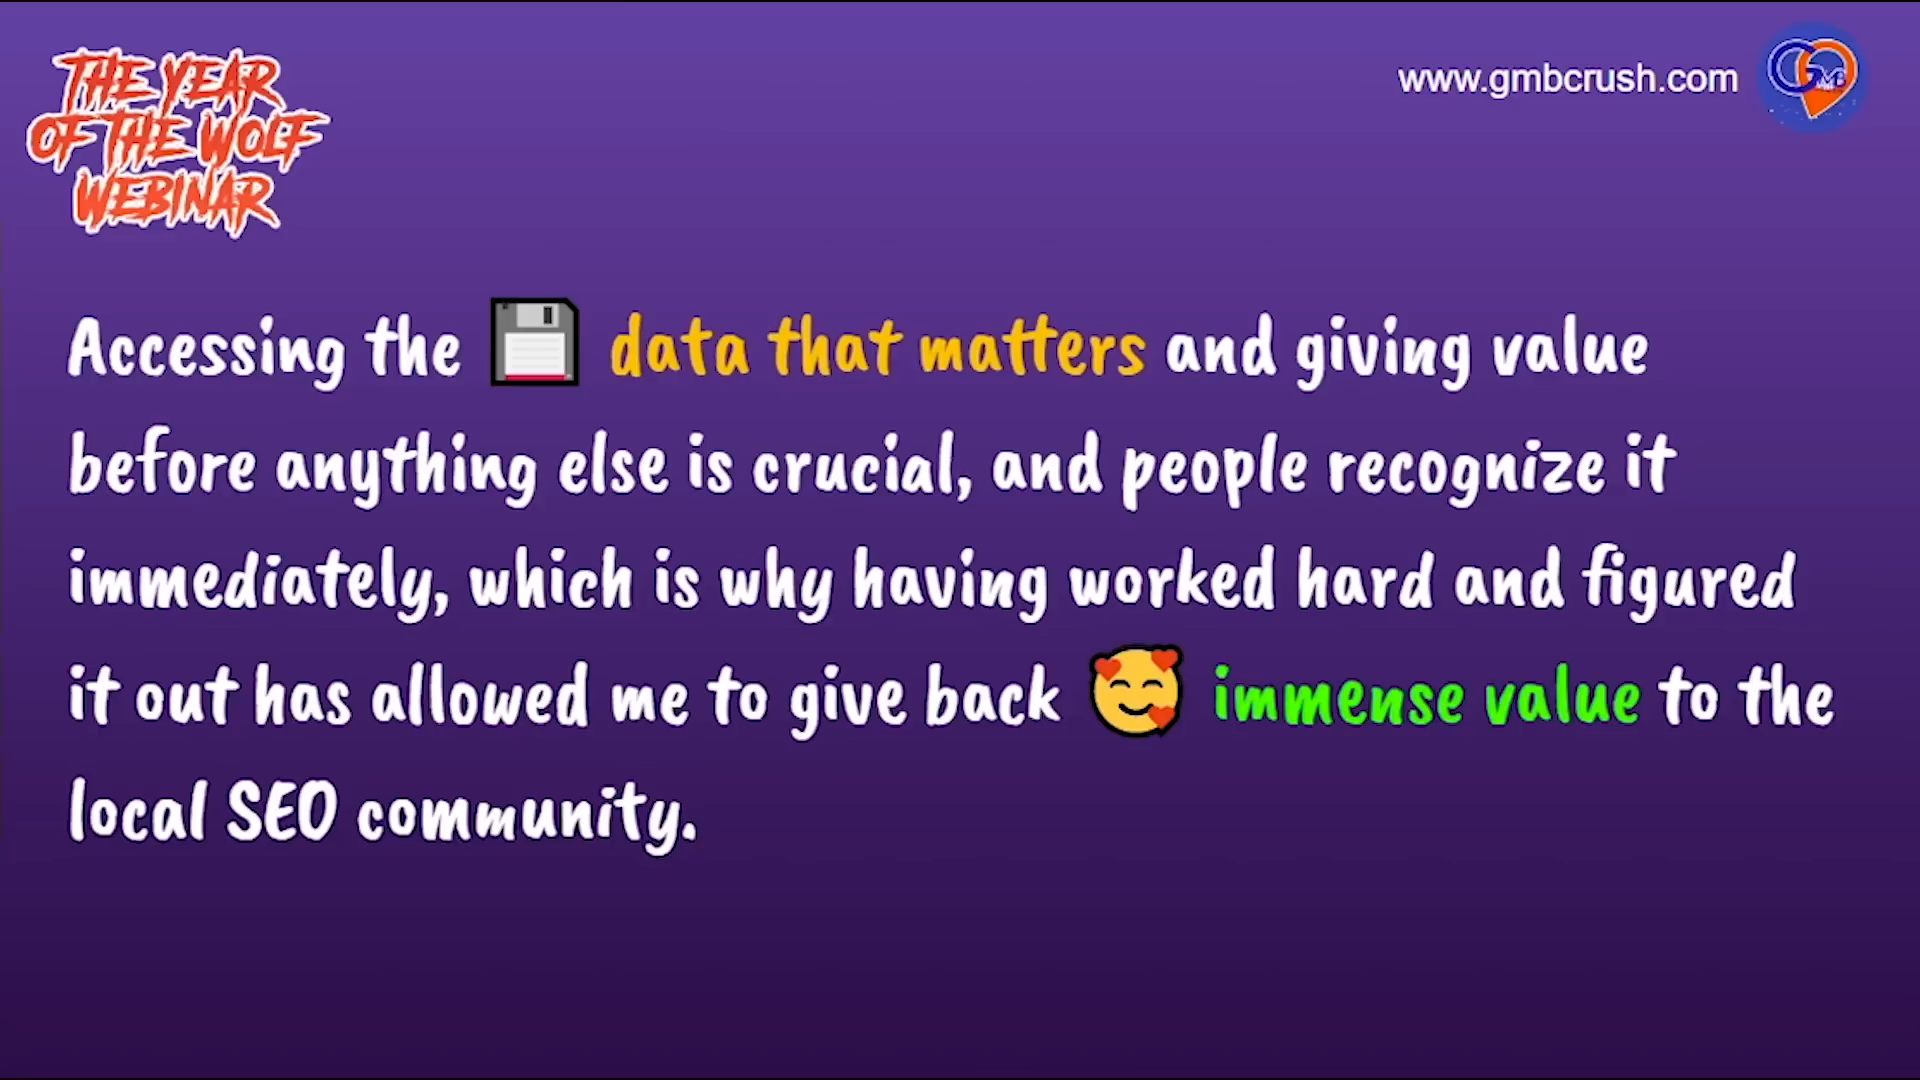 THE YEAR
OF THE WOLF
WEBINAR
www.gmbcrush.com
GMB
Accessing the 💾 data that matters and giving value
before anything else is crucial, and people recognize it
immediately, which is why having worked hard and figured
it out has allowed me to give back 🥰 immense value to the
local SEO community.